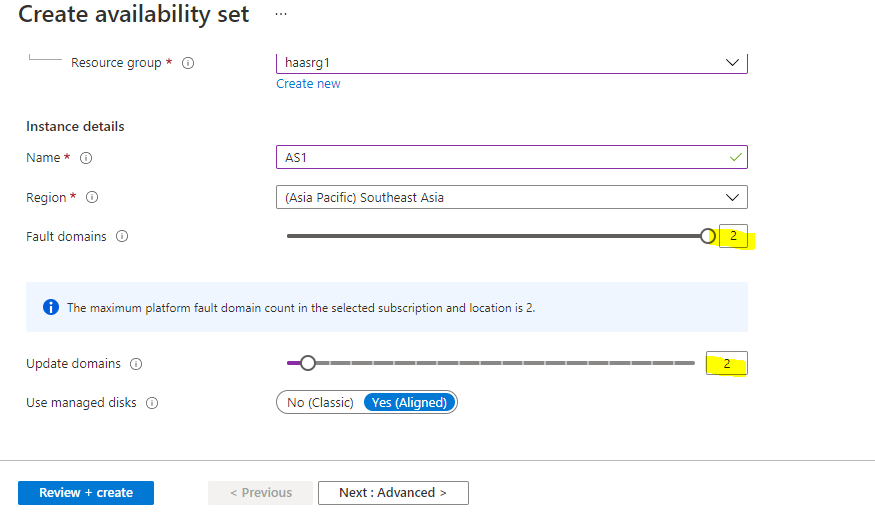 Create availability set ...
Resource group *
haasrg1
Create new
Instance details
Name *
AS1
Region *
(Asia Pacific) Southeast Asia
Fault domains
2
The maximum platform fault domain count in the selected subscription and location is 2.
Update domains
2
Use managed disks
No (Classic) Yes (Aligned)
Review + create < Previous Next : Advanced >